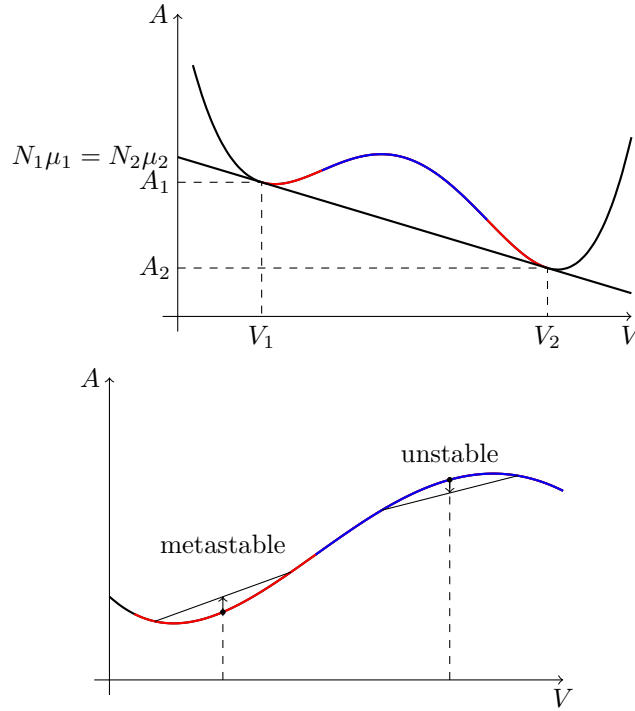 A
N₁μ₁ = N₂μ₂
A₁
A₂
V₁
V₂
V
A
unstable
metastable
V